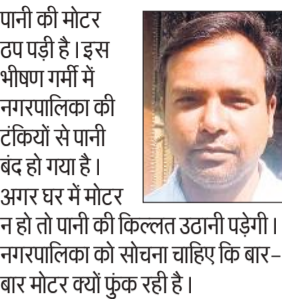 पानी की मोटर
ठप पड़ी है। इस
भीषण गर्मी में
नगरपालिका की
टंकियों से पानी
बंद हो गया है।
अगर घर में मोटर
न हो तो पानी की किल्लत उठानी पड़ेगी।
नगरपालिका को सोचना चाहिए कि बार-
बार मोटर क्यों फुंक रही है।